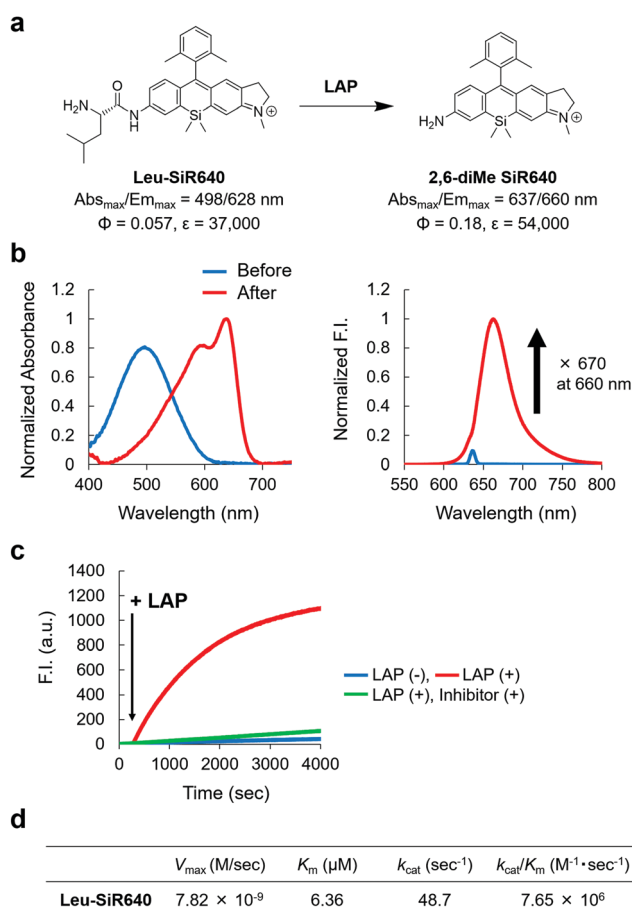 a
O
H₂N
N
H
Si
N
+
LAP
H₂N
Si
N
+
Leu-SiR640
Absmax/Emmax = 498/628 nm
Φ = 0.057, ε = 37,000
2,6-diMe SiR640
Absmax/Emmax = 637/660 nm
Φ = 0.18, ε = 54,000
b
Before
After
Normalized Absorbance
1.2
1
0.8
0.6
0.4
0.2
0
400 500 600 700
Wavelength (nm)
Normalized F.I.
1.2
1
0.8
0.6
0.4
0.2
0
550 600 650 700 750 800
Wavelength (nm)
× 670
at 660 nm
c
F.I. (a.u.)
1400
1200
1000
800
600
400
200
0
+ LAP
0 1000 2000 3000 4000
Time (sec)
LAP (-), LAP (+)
LAP (+), Inhibitor (+)
d
Vmax (M/sec) Km (μM) kcat (sec⁻¹) kcat/Km (M⁻¹・sec⁻¹)
Leu-SiR640 7.82 × 10⁻⁹ 6.36 48.7 7.65 × 10⁶